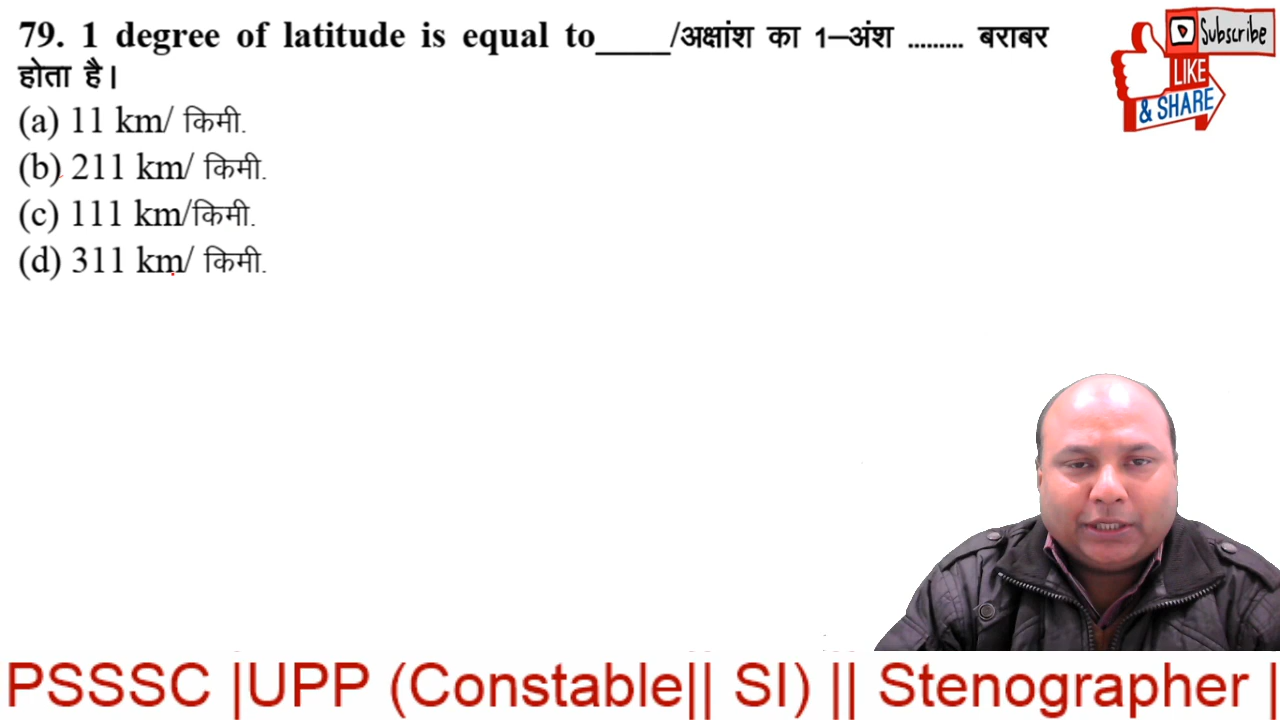 79. 1 degree of latitude is equal to____/अक्षांश का 1–अंश ......... बराबर
होता है।
(a) 11 km/ किमी.
(b) 211 km/ किमी.
(c) 111 km/किमी.
(d) 311 km/ किमी.
Subscribe
LIKE
& SHARE
PSSSC |UPP (Constable|| SI) || Stenographer |